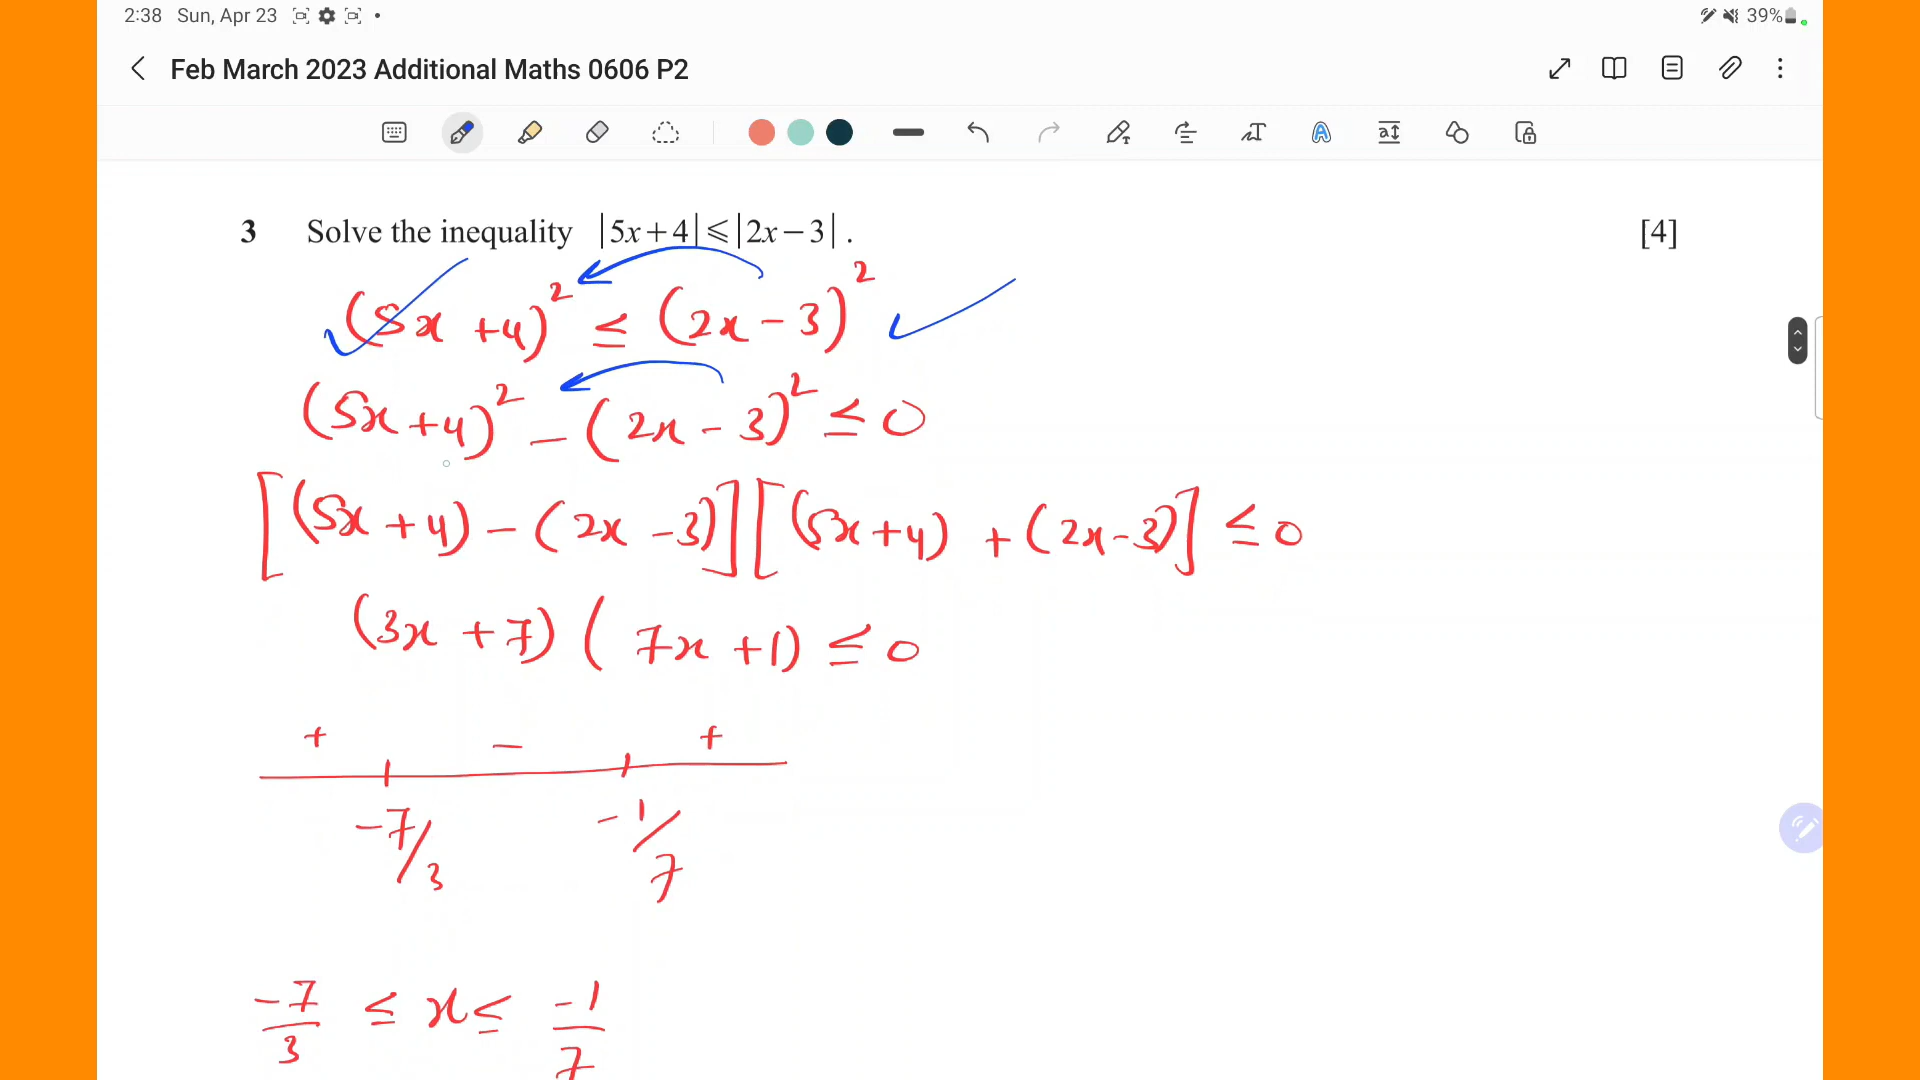 2:38 Sun, Apr 23 39%
Feb March 2023 Additional Maths 0606 P2
3 Solve the inequality |5x+4|⩽|2x−3|. [4]
(5x+4)² ≤ (2x−3)²
(5x+4)² − (2x−3)² ≤ 0
[(5x+4) − (2x−3)] [(5x+4) + (2x−3)] ≤ 0
(3x+7) (7x+1) ≤ 0
+ − +
−7/3 −1/7
−7/3 ≤ x ≤ −1/7